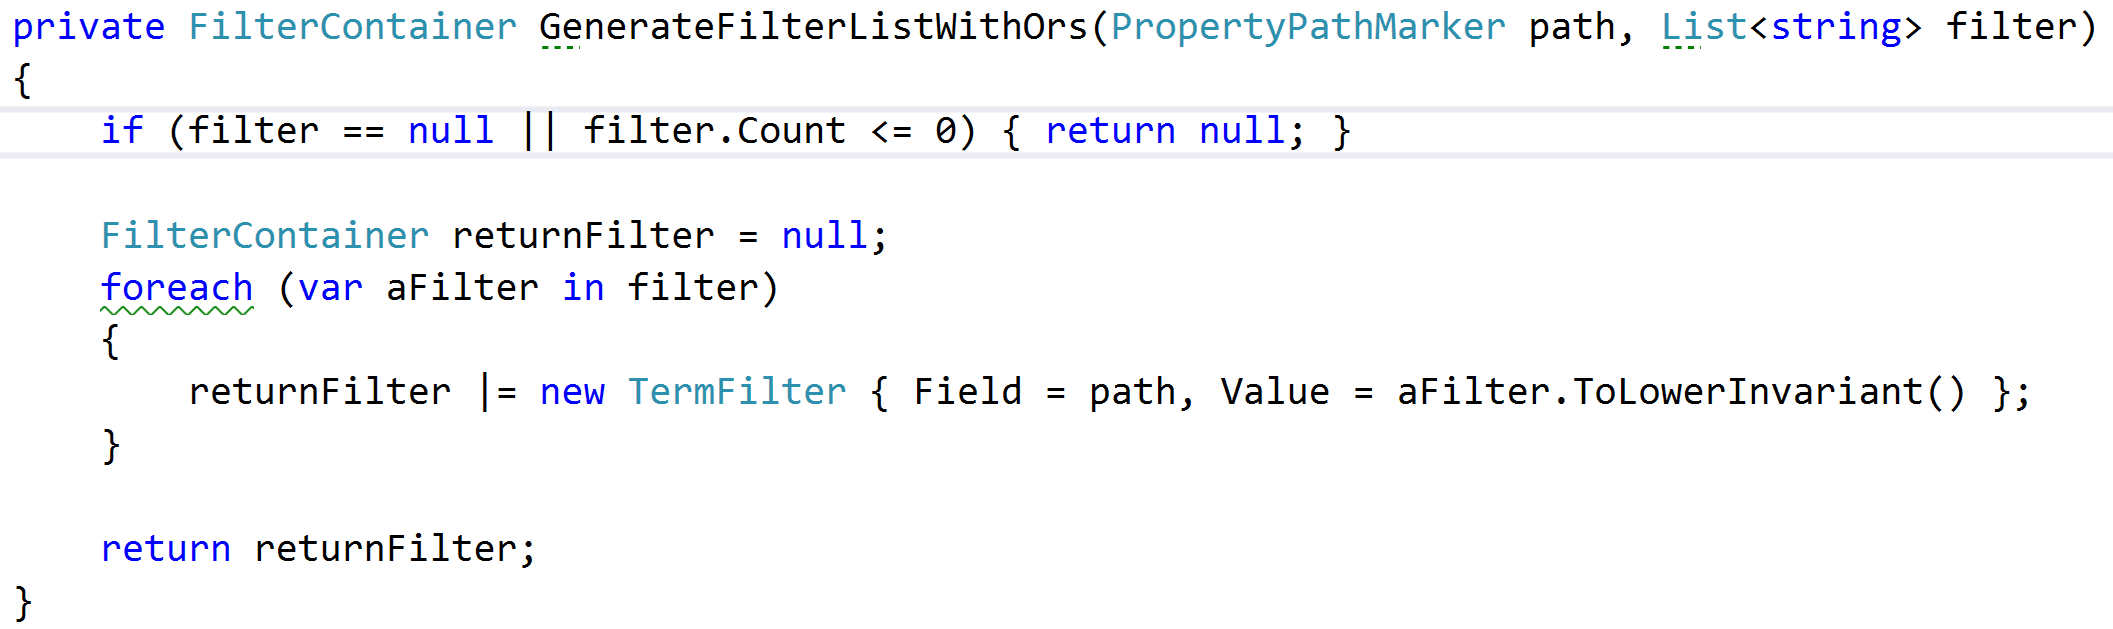 private FilterContainer GenerateFilterListWithOrs(PropertyPathMarker path, List<string> filter)
{
    if (filter == null || filter.Count <= 0) { return null; }

    FilterContainer returnFilter = null;
    foreach (var aFilter in filter)
    {
        returnFilter |= new TermFilter { Field = path, Value = aFilter.ToLowerInvariant() };
    }

    return returnFilter;
}